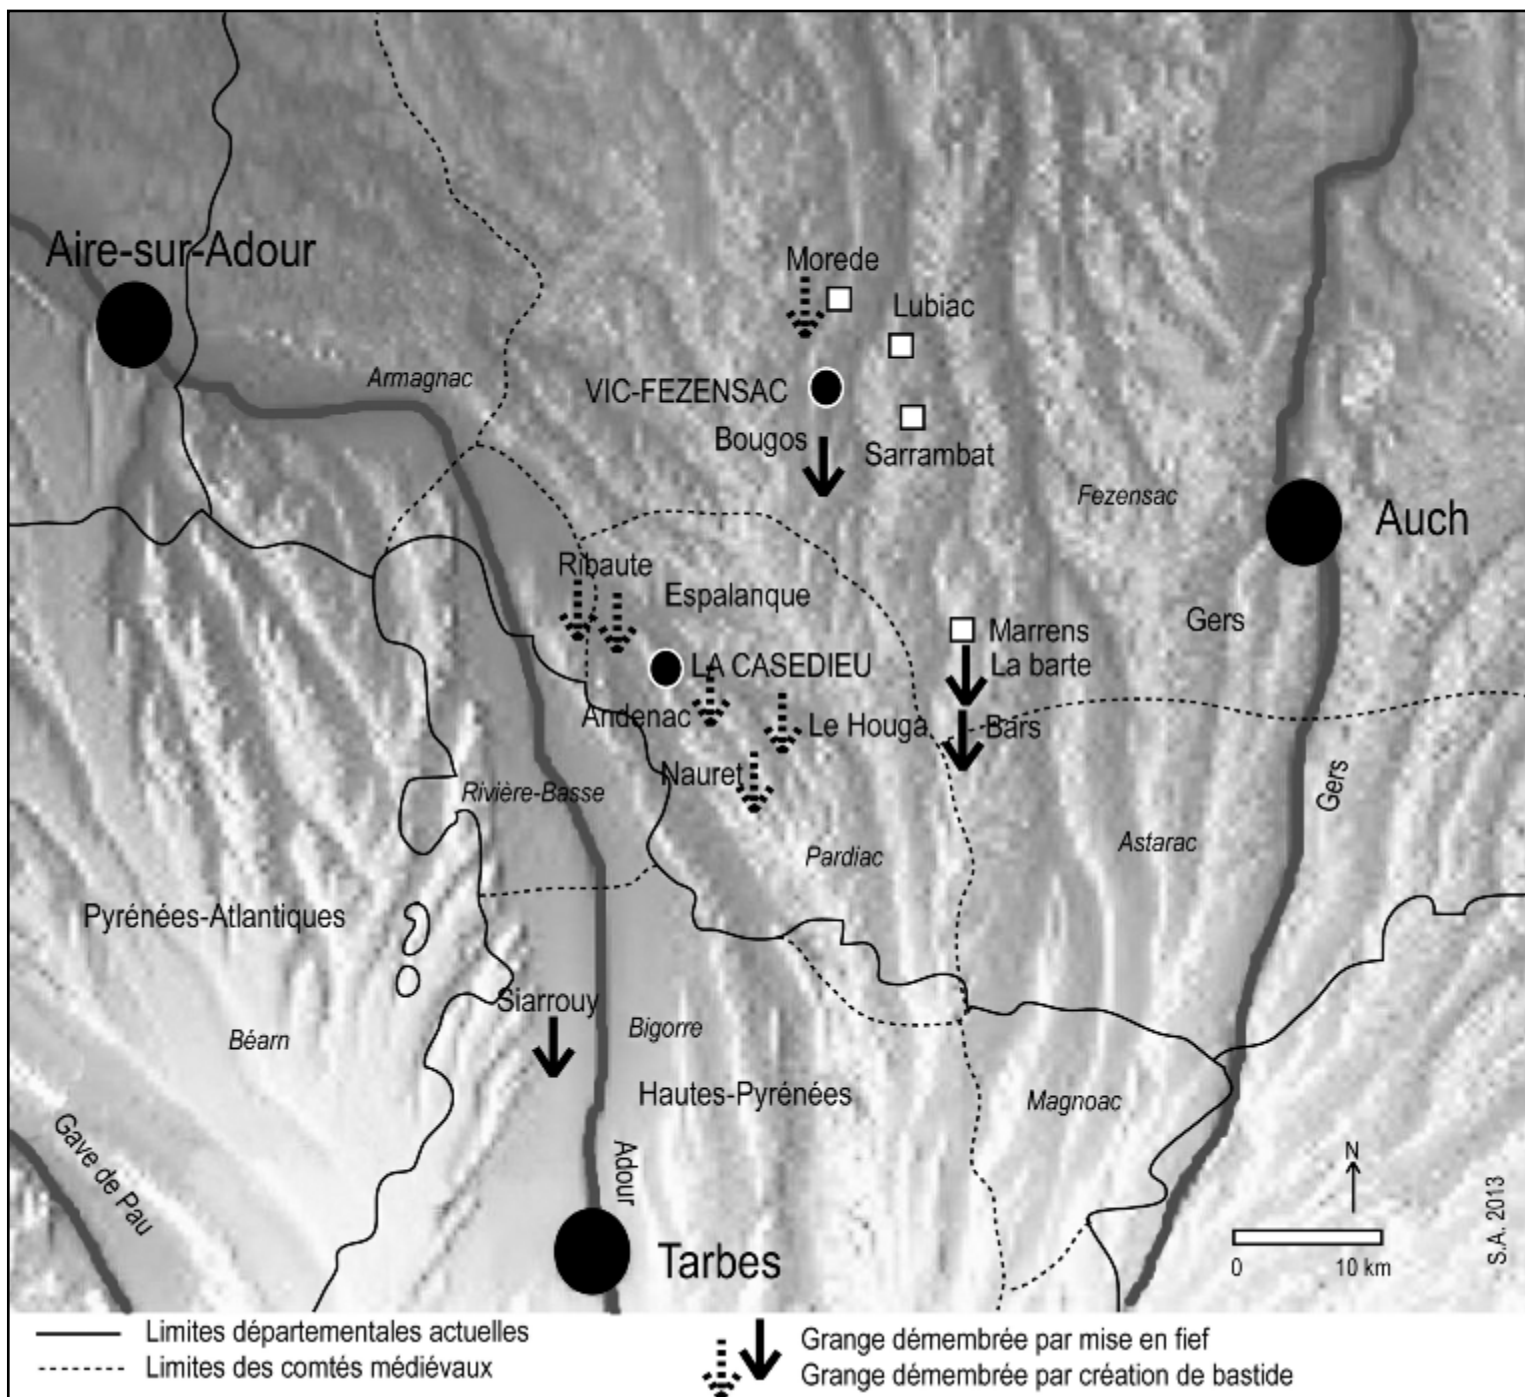 Aire-sur-Adour
Morede
Lubiac
Armagnac
VIC-FEZENSAC
Bougos
Sarrambat
Fezensac
Auch
Ribaute
Espalanque
Gers
Marrens
La barte
LA CASEDIEU
Andenac
Le Houga
Bars
Nauret
Rivière-Basse
Gers
Pardiac
Astarac
Pyrénées-Atlantiques
Siarrouy
Béarn
Bigorre
Hautes-Pyrénées
Magnoac
Gave de Pau
Adour
N
S.A. 2013
Tarbes
0 10 km
Limites départementales actuelles
Limites des comtés médiévaux
Grange démembrée par mise en fief
Grange démembrée par création de bastide